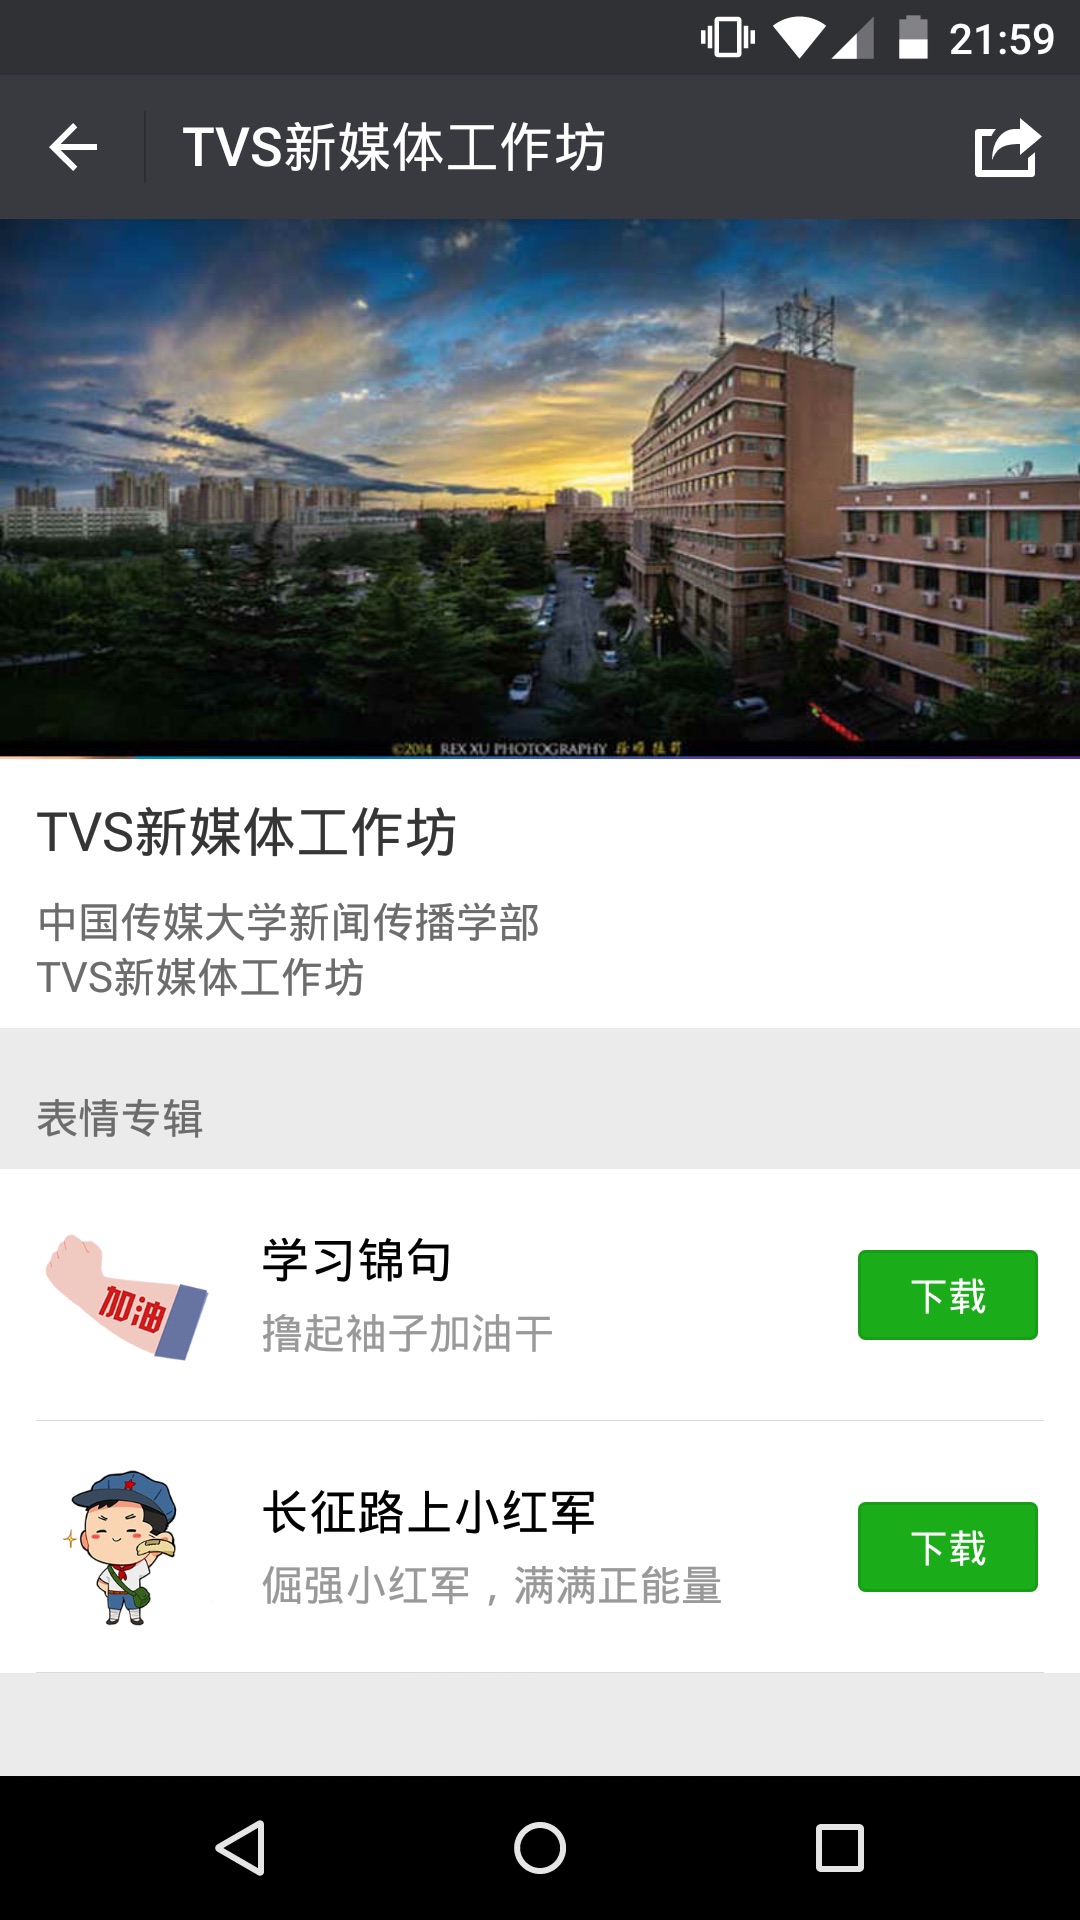 21:59
TVS新媒体工作坊
©2014 REX XU PHOTOGRAPHY
TVS新媒体工作坊
中国传媒大学新闻传播学部
TVS新媒体工作坊
表情专辑
加油
学习锦句
撸起袖子加油干
下载
长征路上小红军
倔强小红军，满满正能量
下载